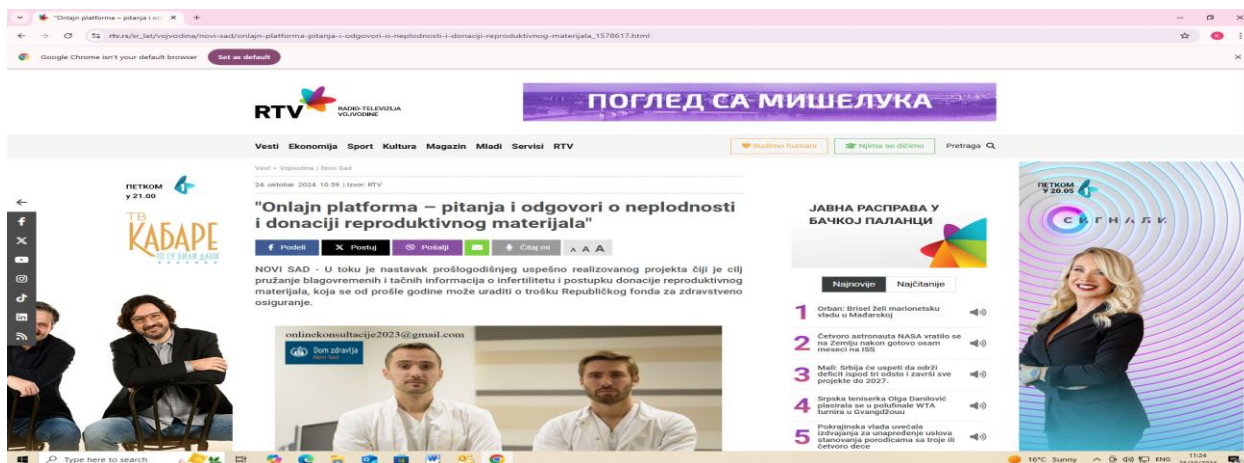 "Onlajn platforma – pitanja i od
rtv.rs/sr_lat/vojvodina/novi-sad/onlajn-platforma-pitanja-i-odgovori-o-neplodnosti-i-donaciji-reproduktivnog-materijala_1578617.html
Google Chrome isn't your default browser
Set as default
RTV
RADIO-TELEVIZIJA
VOJVODINE
ПОГЛЕД СА МИШЕЛУКА
Vesti Ekonomija Sport Kultura Magazin Mladi Servisi RTV
Budimo humani
Njima se dičimo
Pretraga
Vesti – Vojvodina | Novi Sad
24. oktobar 2024. 10.59 | Izvor: RTV
"Onlajn platforma – pitanja i odgovori o neplodnosti
i donaciji reproduktivnog materijala"
Podeli
Postuj
Pošalji
Čitaj mi
A A A
NOVI SAD - U toku je nastavak prošlogodišnjeg uspešno realizovanog projekta čiji je cilj
pružanje blagovremenih i tačnih informacija o infertilitetu i postupku donacije reproduktivnog
materijala, koja se od prošle godine može uraditi o trošku Republičkog fonda za zdravstveno
osiguranje.
onlinekonsultacije2023@gmail.com
Dom zdravlja
Novi Sad
ПЕТКОМ
у 21.00
ТВ
КАБАРЕ
ТО СУ БИЛИ ДАНИ
ЈАВНА РАСПРАВА У
БАЧКОЈ ПАЛАНЦИ
Najnovije
Najčitanije
1
Orban: Brisel želi marionetsku
vladu u Mađarskoj
2
Četvoro astronauta NASA vratilo se
na Zemlju nakon gotovo osam
meseci na ISS
3
Mali: Srbija će uspeti da održi
deficit ispod tri odsto i završi sve
projekte do 2027.
4
Srpska teniserka Olga Danilović
plasirala se u polufinale WTA
turnira u Gvangdžouu
5
Pokrajinska vlada uvećala
izdvajanja za unapređenje uslova
stanovanja porodicama sa troje ili
četvoro dece
ПЕТКОМ
У 20.05
СИГНАЛИ
Type here to search
16°C Sunny
ENG
11:24